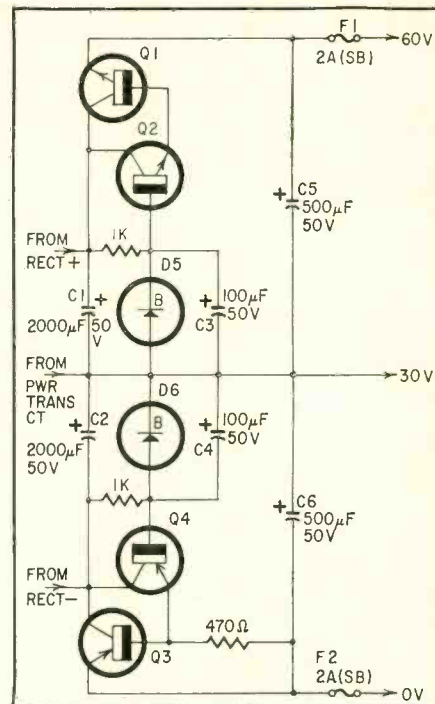 F1
2A(SB)
60V
Q1
Q2
C5
500µF
50V
FROM
RECT+
1K
D5
C1
2000µF
50
V
B
100µF
50V
C3
FROM
PWR
TRANS
CT
30V
D6
C2
2000µF
50V
B
100µF
50V
C4
1K
Q4
C6
500µF
50V
FROM
RECT−
470Ω
Q3
F2
2A(SB)
0V
+
+
+
+
+
+